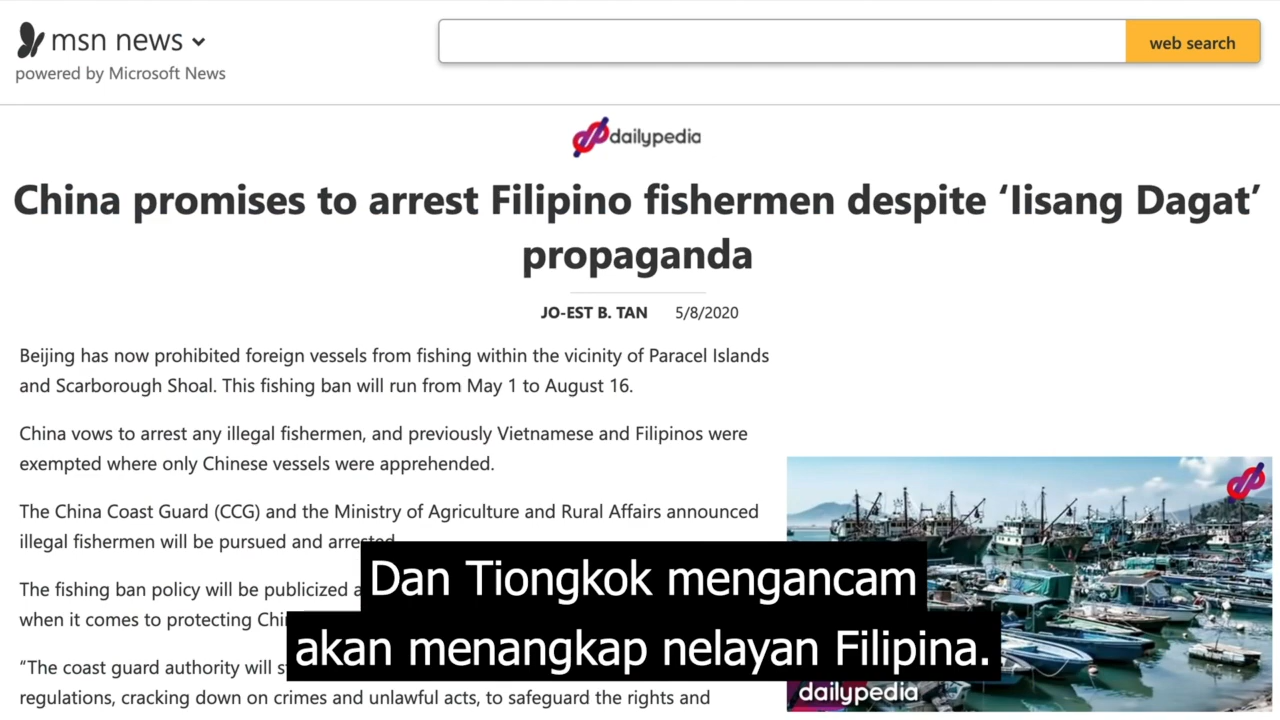 msn news
web search
powered by Microsoft News
dailypedia
China promises to arrest Filipino fishermen despite ‘Iisang Dagat’
propaganda
JO-EST B. TAN 5/8/2020
Beijing has now prohibited foreign vessels from fishing within the vicinity of Paracel Islands
and Scarborough Shoal. This fishing ban will run from May 1 to August 16.
China vows to arrest any illegal fishermen, and previously Vietnamese and Filipinos were
exempted where only Chinese vessels were apprehended.
The China Coast Guard (CCG) and the Ministry of Agriculture and Rural Affairs announced
illegal fishermen will be pursued and arrested
The fishing ban policy will be publicized
when it comes to protecting
“The coast guard authority will
regulations, cracking down on crimes and unlawful acts, to safeguard the rights and
Dan Tiongkok mengancam
akan menangkap nelayan Filipina.
dailypedia